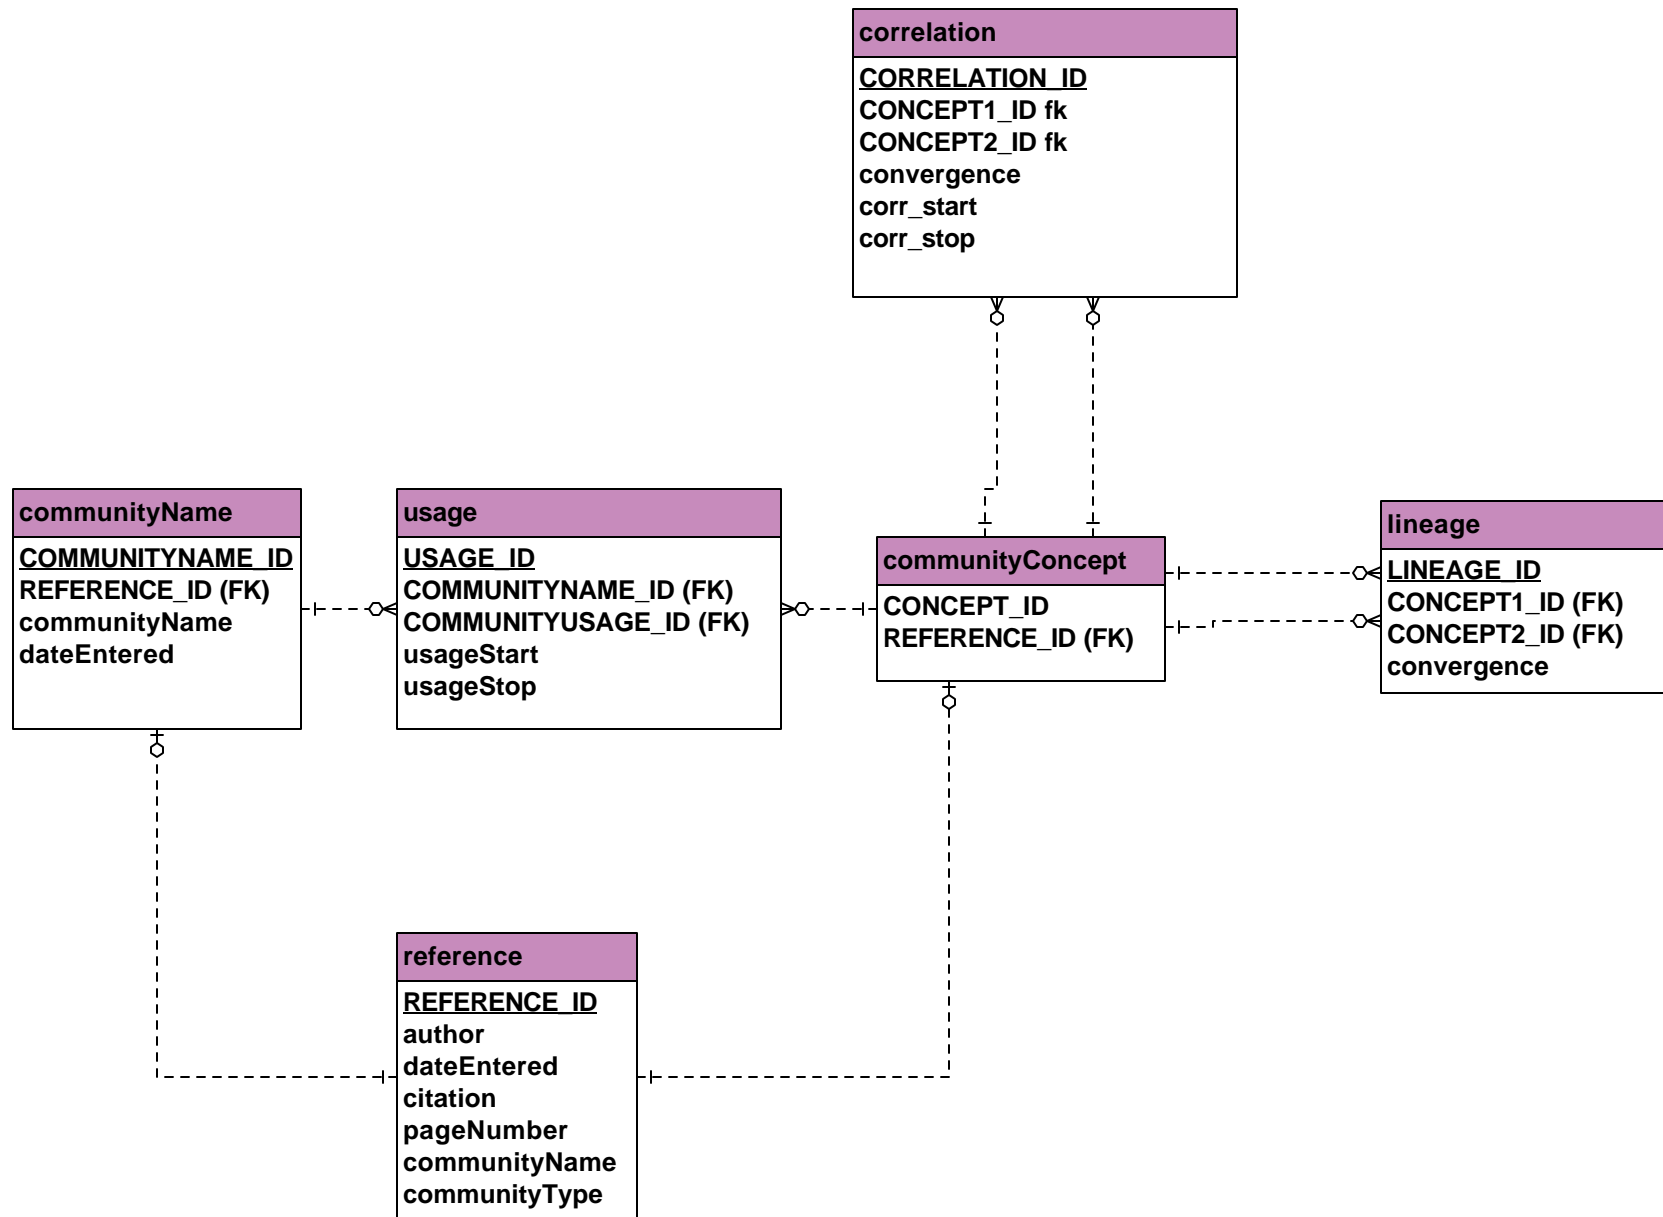 correlation
CORRELATION_ID
CONCEPT1_ID fk
CONCEPT2_ID fk
convergence
corr_start
corr_stop
communityName
COMMUNITYNAME_ID
REFERENCE_ID (FK)
communityName
dateEntered
usage
USAGE_ID
COMMUNITYNAME_ID (FK)
COMMUNITYUSAGE_ID (FK)
usageStart
usageStop
communityConcept
CONCEPT_ID
REFERENCE_ID (FK)
lineage
LINEAGE_ID
CONCEPT1_ID (FK)
CONCEPT2_ID (FK)
convergence
reference
REFERENCE_ID
author
dateEntered
citation
pageNumber
communityName
communityType